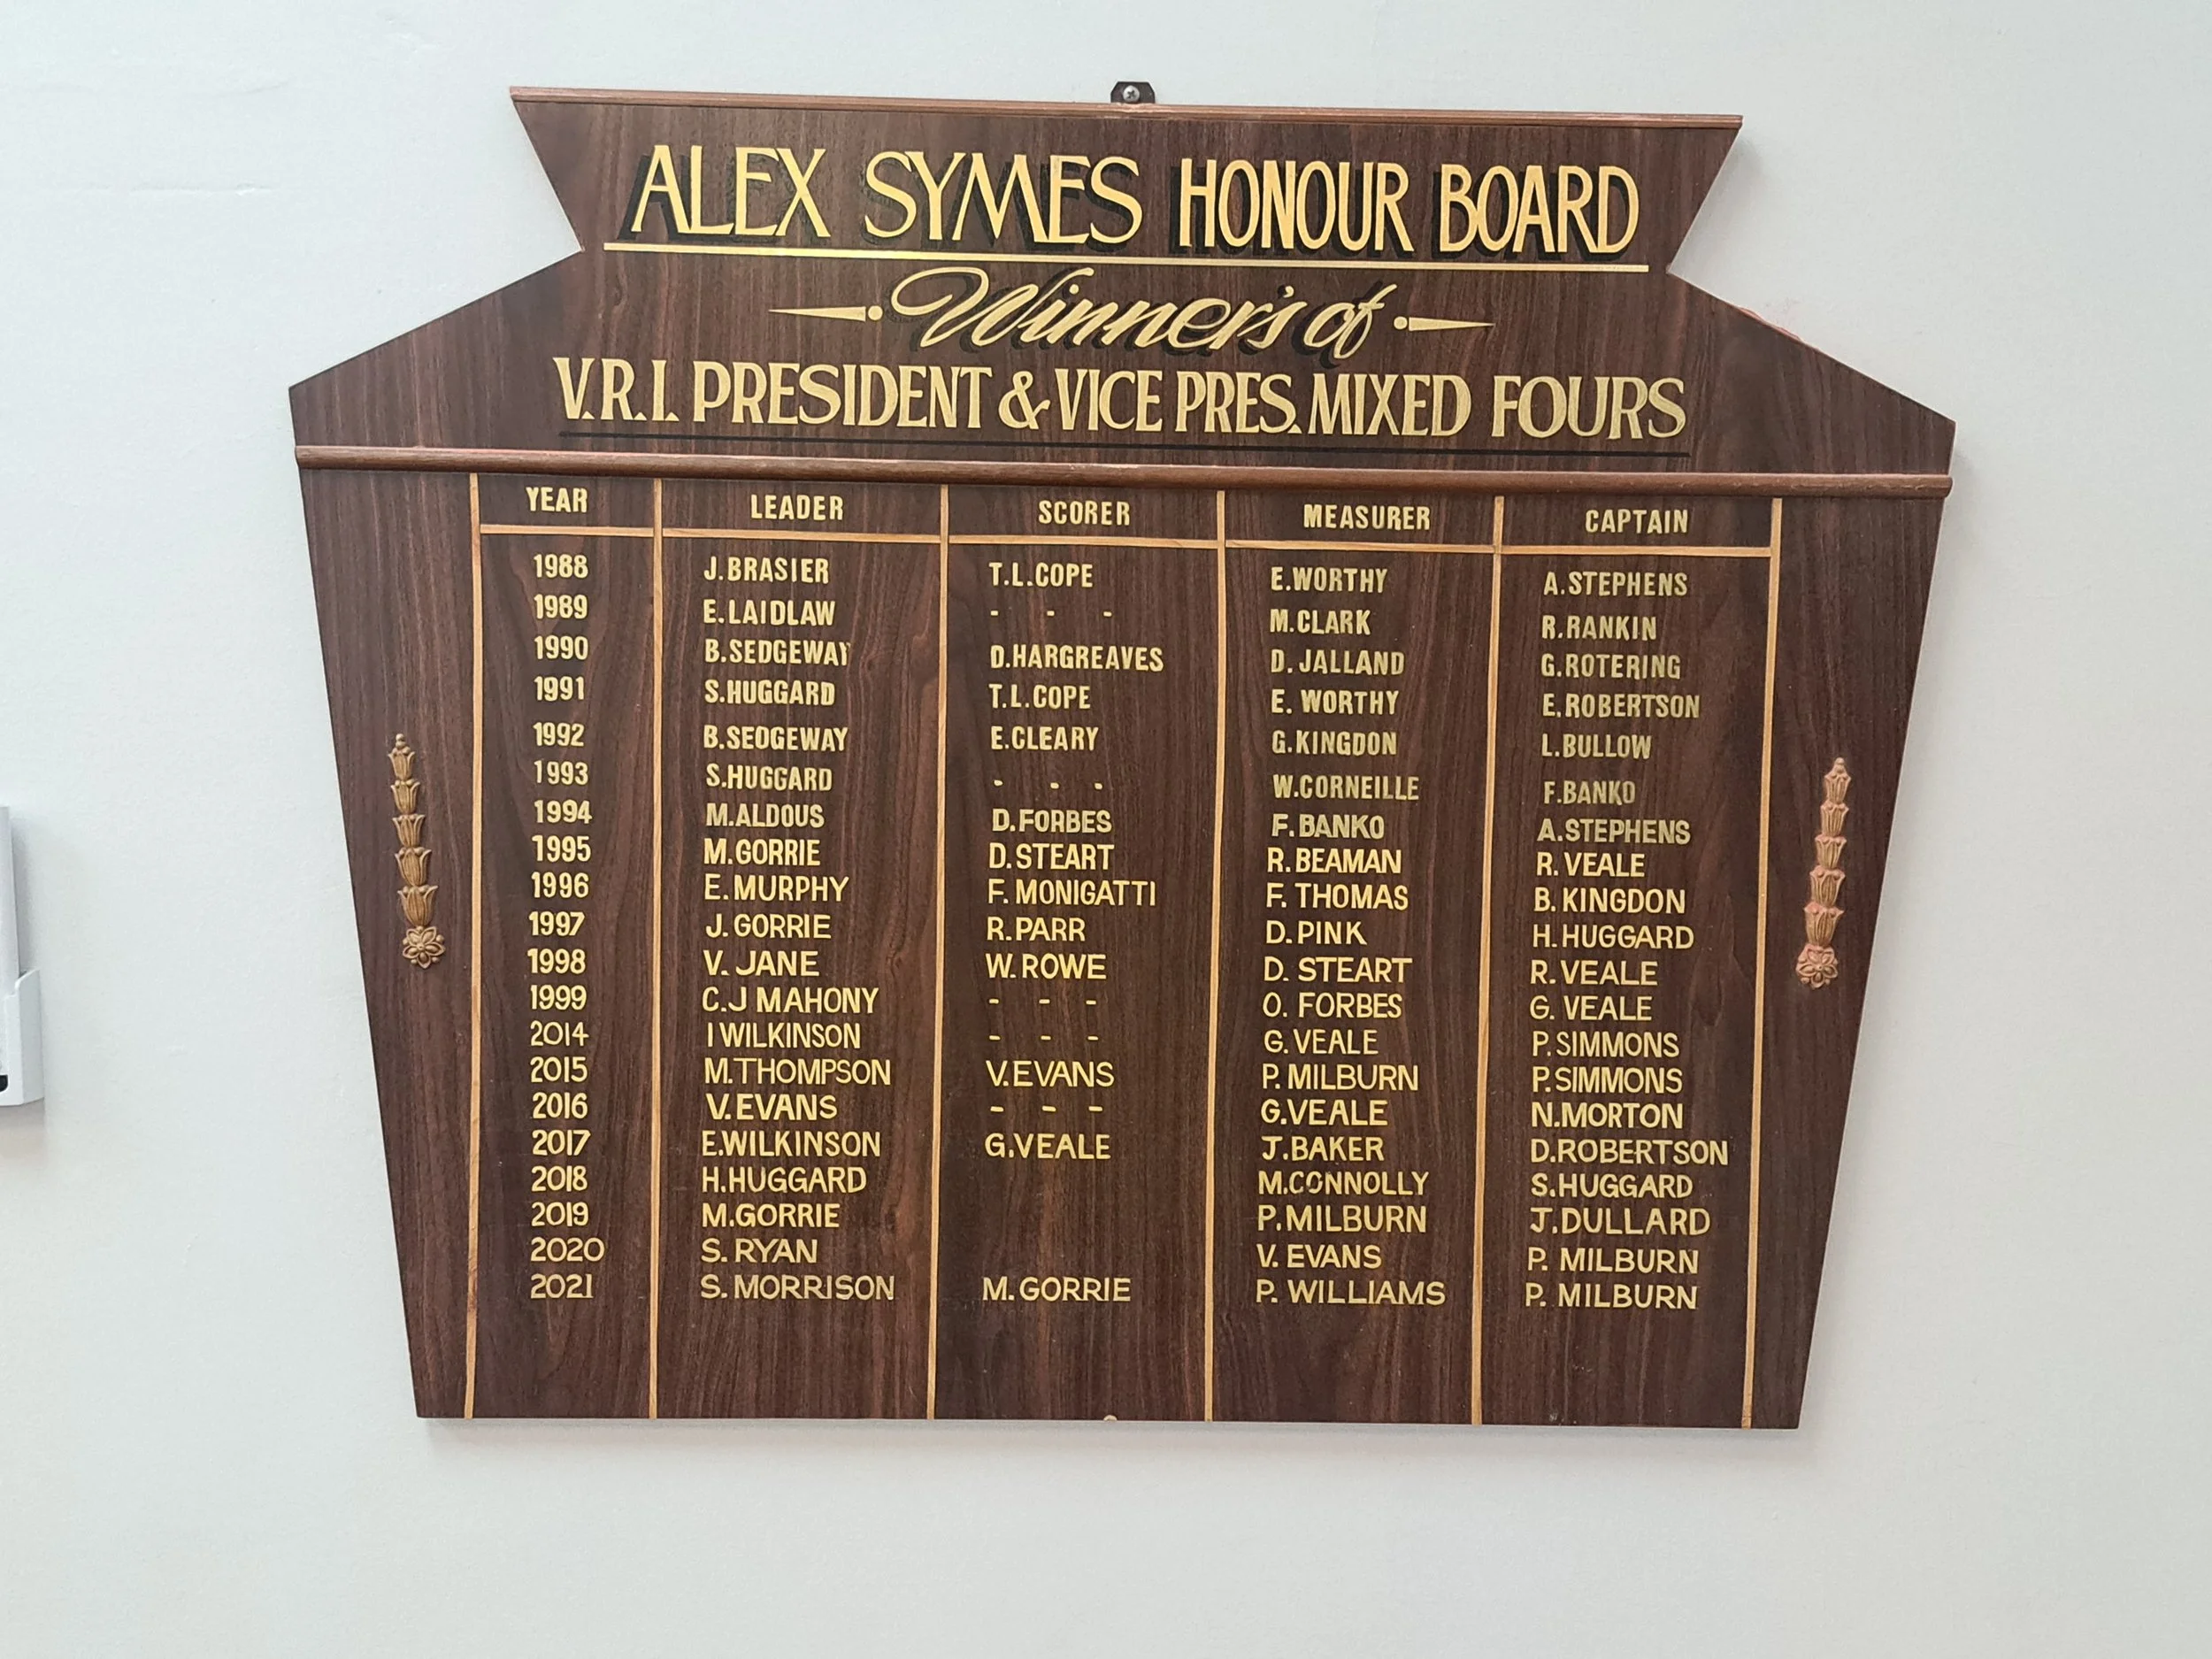 ALEX SYMES HONOUR BOARD
Winner's of
V.R.I. PRESIDENT & VICE PRES. MIXED FOURS
YEAR LEADER SCORER MEASURER CAPTAIN
1988 J.BRASIER T.L.COPE E.WORTHY A.STEPHENS
1989 E.LAIDLAW - - - M.CLARK R.RANKIN
1990 B.SEDGEWAY D.HARGREAVES D. JALLAND G.ROTERING
1991 S.HUGGARD T.L.COPE E. WORTHY E.ROBERTSON
1992 B.SEDGEWAY E.CLEARY G.KINGDON L.BULLOW
1993 S.HUGGARD - - - W.CORNEILLE F.BANKO
1994 M.ALDOUS D.FORBES F.BANKO A.STEPHENS
1995 M.GORRIE D.STEART R.BEAMAN R.VEALE
1996 E.MURPHY F.MONIGATTI F. THOMAS B.KINGDON
1997 J.GORRIE R.PARR D.PINK H.HUGGARD
1998 V.JANE W.ROWE D. STEART R.VEALE
1999 C.J MAHONY - - - O. FORBES G. VEALE
2014 I WILKINSON - - - G.VEALE P.SIMMONS
2015 M.THOMPSON V.EVANS P.MILBURN P.SIMMONS
2016 V.EVANS - - - G.VEALE N.MORTON
2017 E.WILKINSON G.VEALE J.BAKER D.ROBERTSON
2018 H.HUGGARD M.CONNOLLY S.HUGGARD
2019 M.GORRIE P.MILBURN J.DULLARD
2020 S. RYAN V. EVANS P. MILBURN
2021 S. MORRISON M. GORRIE P. WILLIAMS P. MILBURN